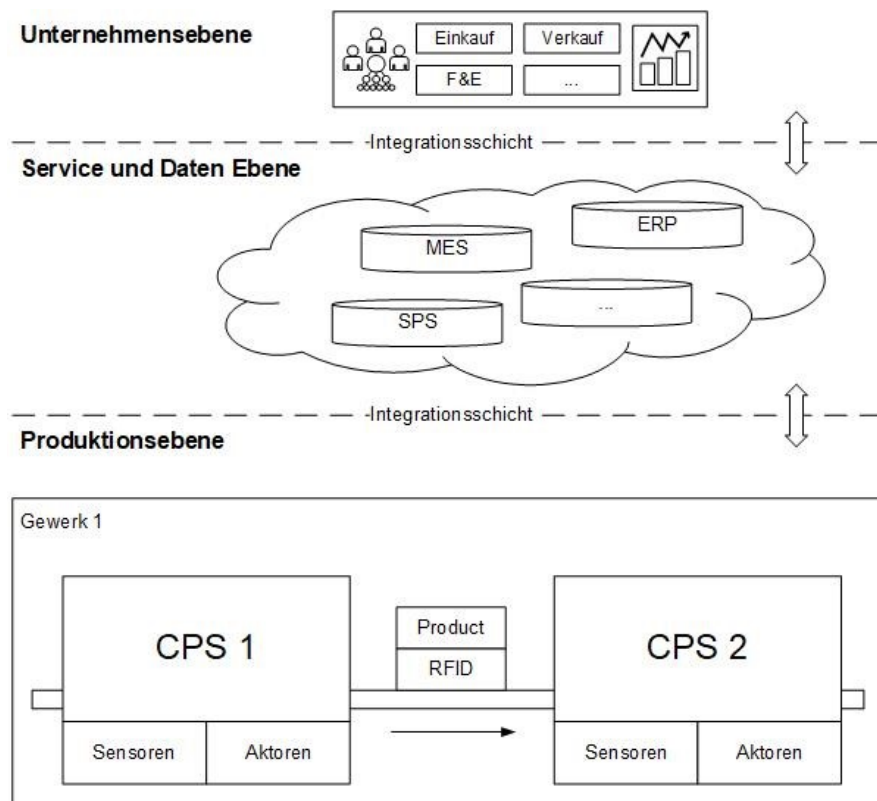 Unternehmensebene
Einkauf
Verkauf
F&E
...
-Integrationsschicht
Service und Daten Ebene
ERP
MES
...
SPS
-Integrationsschicht
Produktionsebene
Gewerk 1
CPS 1
Product
RFID
CPS 2
Sensoren
Aktoren
Sensoren
Aktoren